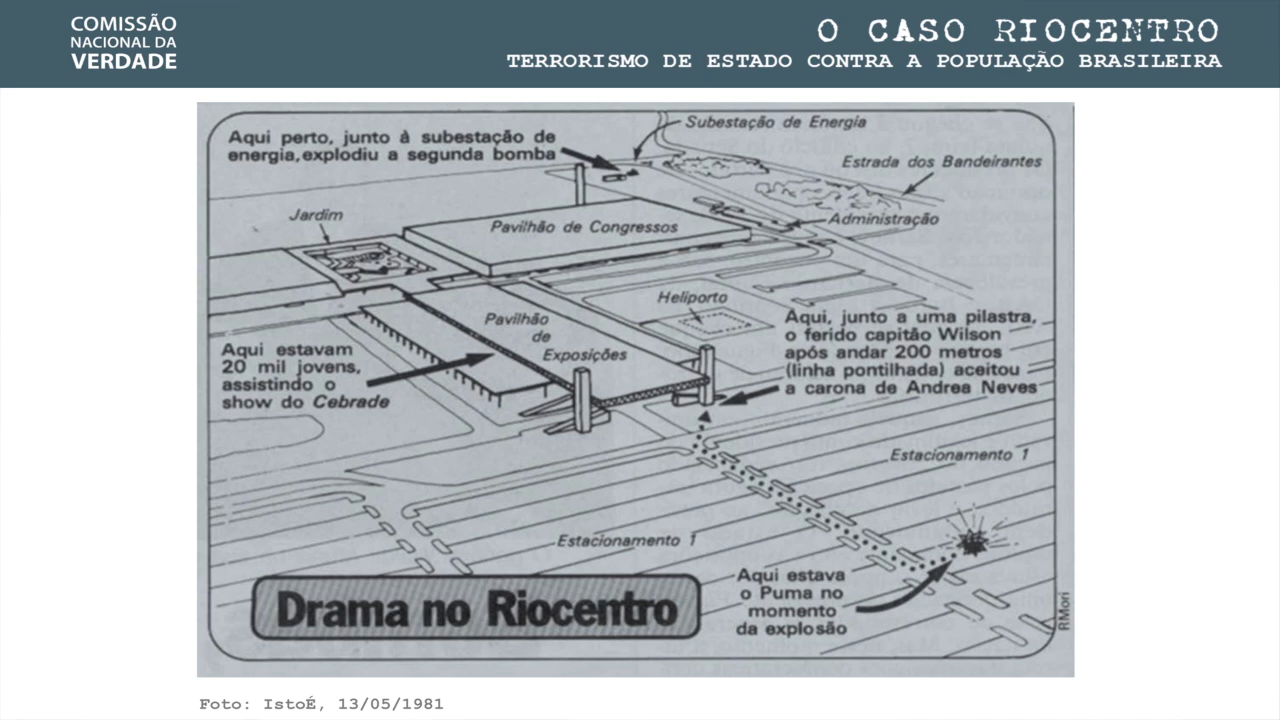 COMISSÃO
NACIONAL DA
VERDADE
O CASO RIOCENTRO
TERRORISMO DE ESTADO CONTRA A POPULAÇÃO BRASILEIRA
Aqui perto, junto à subestação de
energia, explodiu a segunda bomba
Subestação de Energia
Estrada dos Bandeirantes
Jardim
Pavilhão de Congressos
Administração
Heliporto
Pavilhão
de
Exposições
Aqui, junto a uma pilastra,
o ferido capitão Wilson
após andar 200 metros
(linha pontilhada) aceitou
a carona de Andrea Neves
Aqui estavam
20 mil jovens,
assistindo o
show do Cebrade
Estacionamento 1
Estacionamento 1
Aqui estava
o Puma no
momento
da explosão
Drama no Riocentro
RMori
Foto: IstoÉ, 13/05/1981